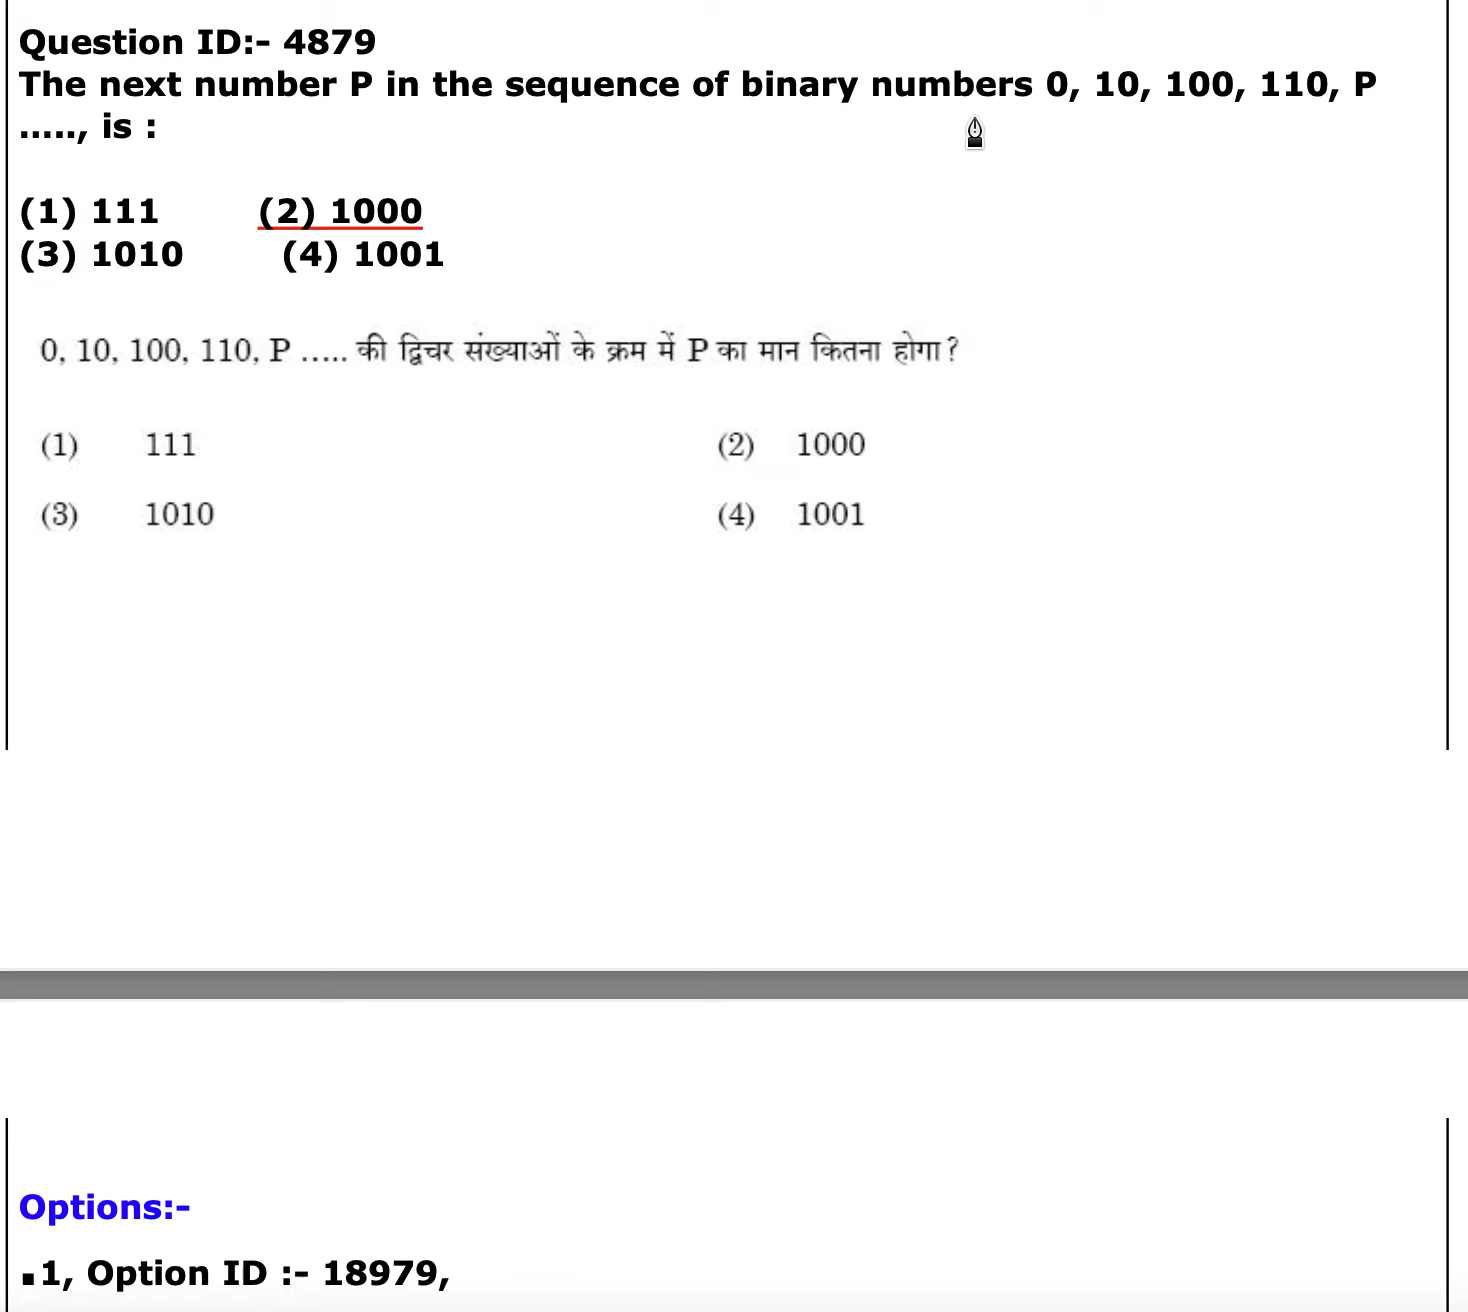 Question ID:- 4879
The next number P in the sequence of binary numbers 0, 10, 100, 110, P
....., is :
(1) 111 (2) 1000
(3) 1010 (4) 1001
0, 10, 100, 110, P ..... की द्विचर संख्याओं के क्रम में P का मान कितना होगा?
(1) 111 (2) 1000
(3) 1010 (4) 1001
Options:-
▪1, Option ID :- 18979,